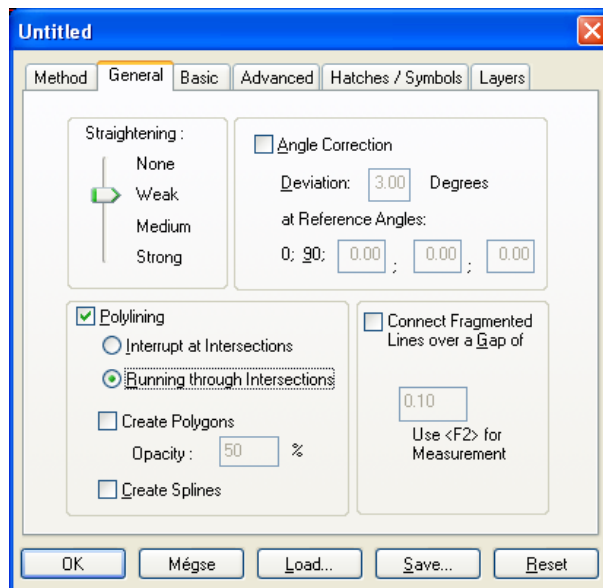 Untitled
Method General Basic Advanced Hatches / Symbols Layers
Straightening :
None
Weak
Medium
Strong
Angle Correction
Deviation: 3.00 Degrees
at Reference Angles:
0; 90; 0.00 ; 0.00 ; 0.00
Polylining
Interrupt at Intersections
Running through Intersections
Create Polygons
Opacity : 50 %
Create Splines
Connect Fragmented
Lines over a Gap of
0.10
Use <F2> for
Measurement
OK Mégse Load... Save... Reset